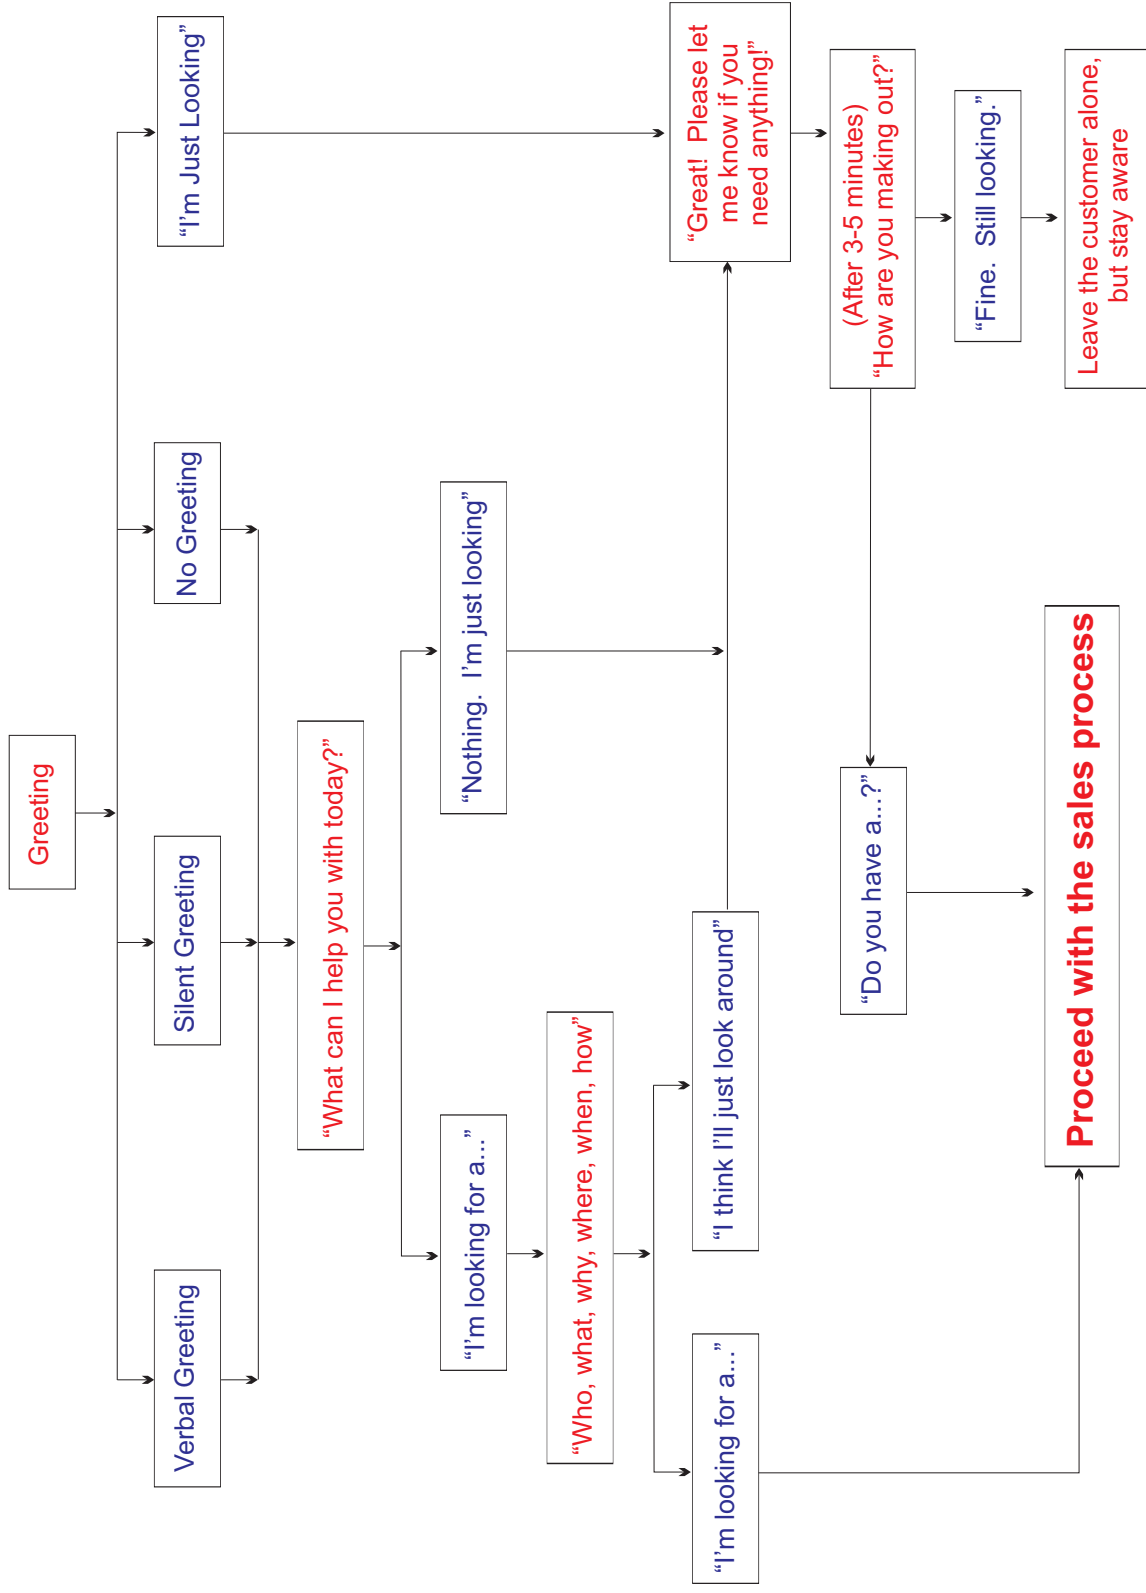 Greeting
Verbal Greeting
Silent Greeting
No Greeting
“I’m Just Looking”
“What can I help you with today?”
“I’m looking for a...”
“Nothing.  I’m just looking”
“Who, what, why, where, when, how”
“I’m looking for a...”
“I think I’ll just look around”
“Great!  Please let
me know if you
need anything!”
(After 3-5 minutes)
“How are you making out?”
“Do you have a...?”
“Fine.  Still looking.”
Leave the customer alone,
but stay aware
Proceed with the sales process